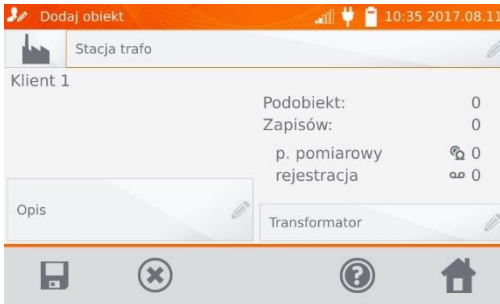 Dodaj obiekt 10:35 2017.08.11
Stacja trafo
Klient 1
Podobiekt: 0
Zapisów: 0
p. pomiarowy 0
rejestracja 0
Opis
Transformator